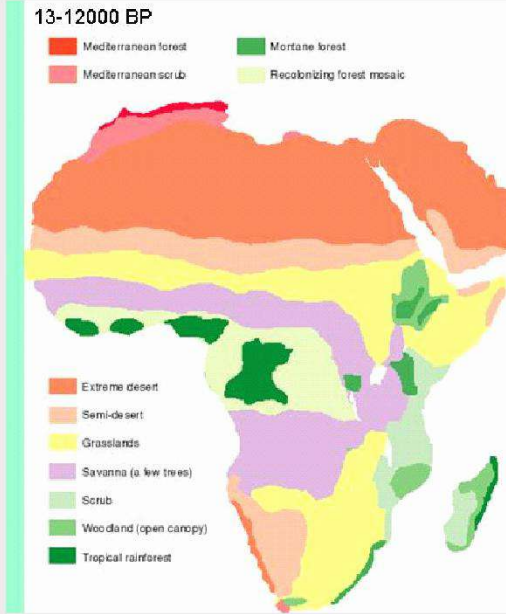 13-12000 BP
Mediterranean forest
Montane forest
Mediterranean scrub
Recolonizing forest mosaic
Extreme desert
Semi-desert
Grasslands
Savanna (a few trees)
Scrub
Woodland (open canopy)
Tropical rainforest